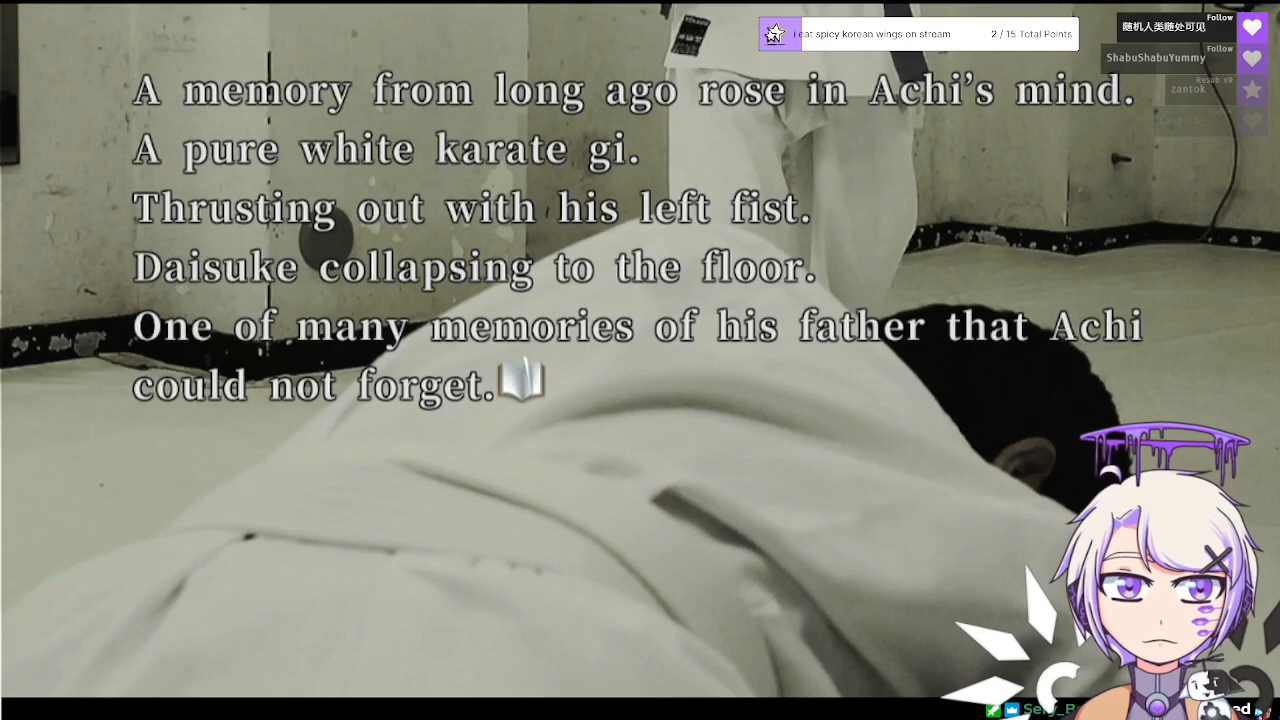 i eat spicy korean wings on stream
2 / 15 Total Points
Follow
随机人类随处可见
Follow
ShabuShabuYummy
Resub x9
zantok
A memory from long ago rose in Achi’s mind.
A pure white karate gi.
Thrusting out with his left fist.
Daisuke collapsing to the floor.
One of many memories of his father that Achi
could not forget.